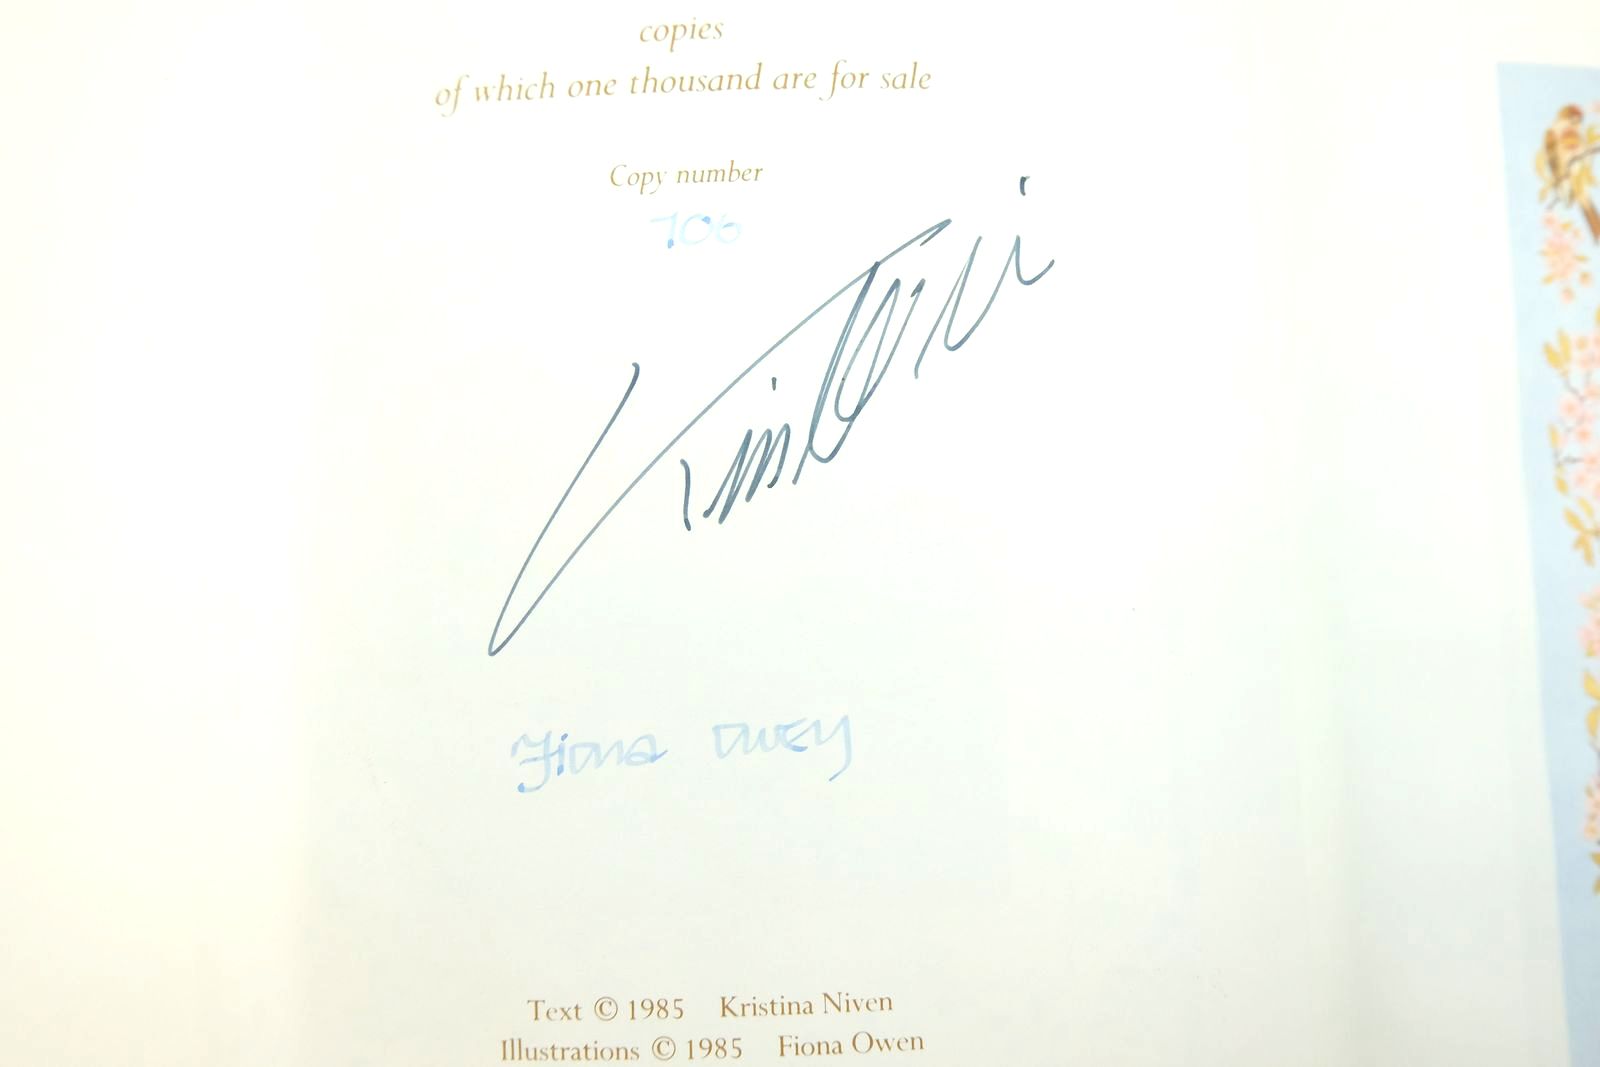 copies
of which one thousand are for sale
Copy number
706
Fiona Owen
Text © 1985 Kristina Niven
Illustrations © 1985 Fiona Owen